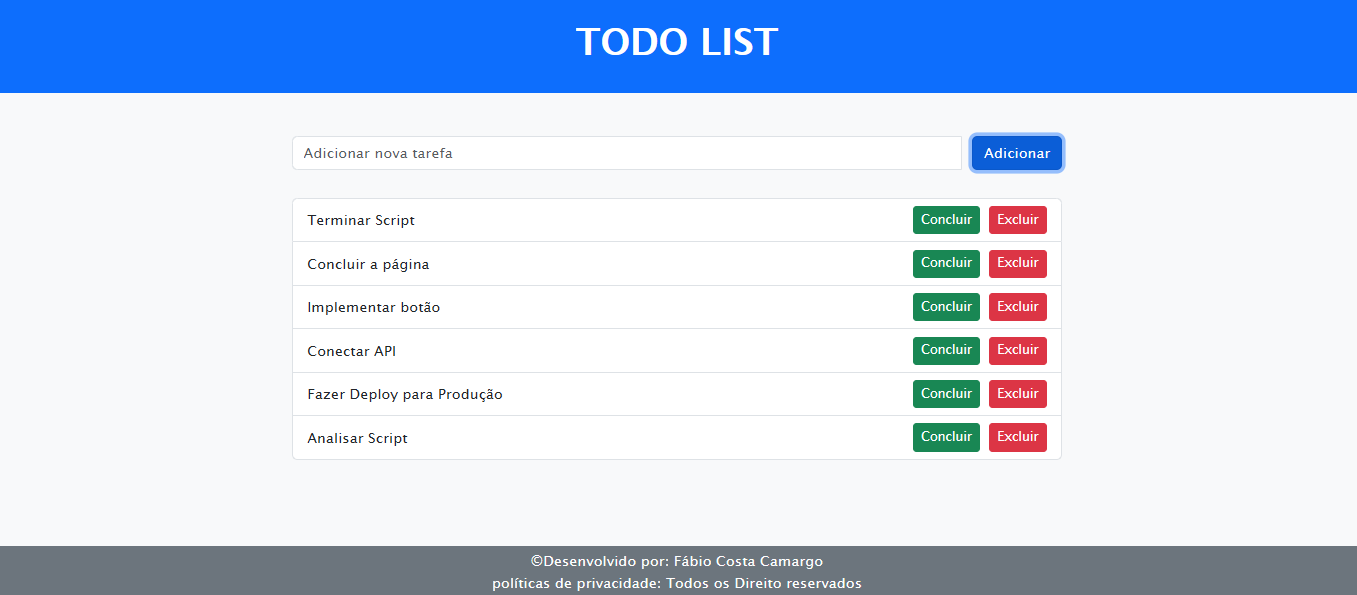 TODO LIST
Adicionar nova tarefa Adicionar
Terminar Script Concluir Excluir
Concluir a página Concluir Excluir
Implementar botão Concluir Excluir
Conectar API Concluir Excluir
Fazer Deploy para Produção Concluir Excluir
Analisar Script Concluir Excluir
©Desenvolvido por: Fábio Costa Camargo
políticas de privacidade: Todos os Direito reservados